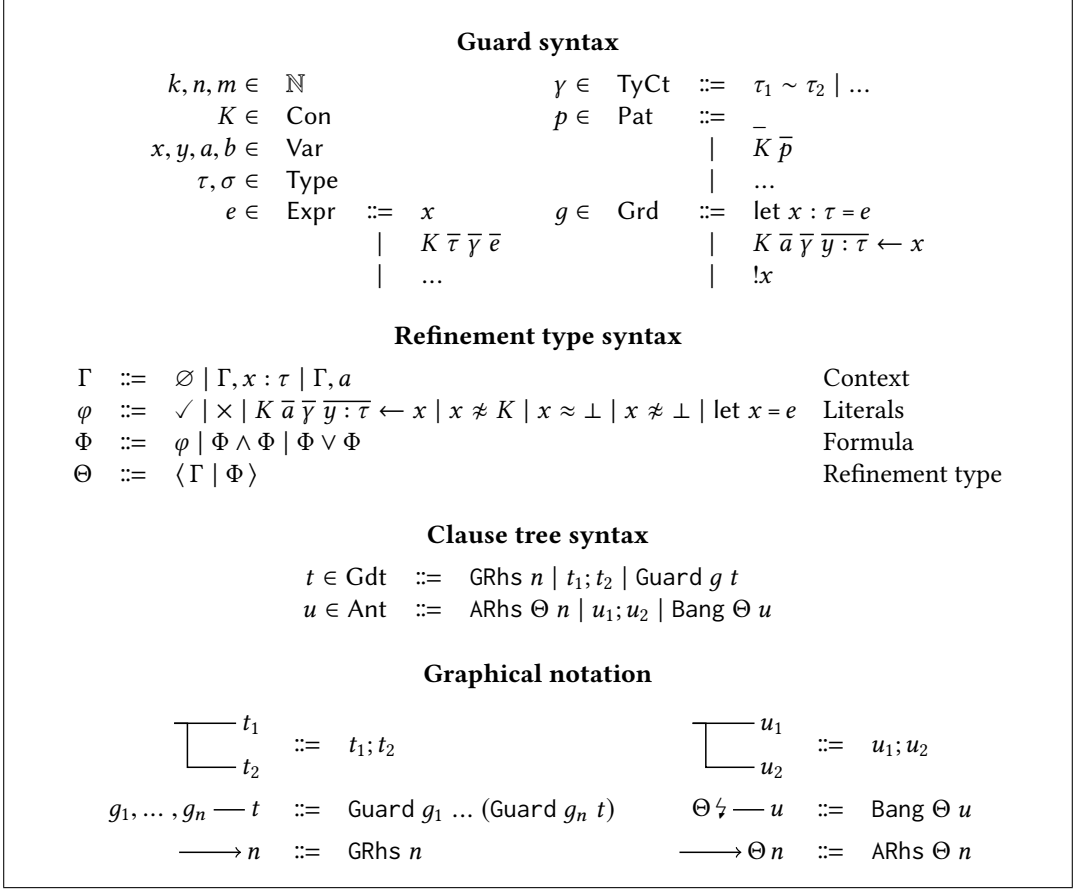 Guard syntax
k, n, m ∈ ℕ γ ∈ TyCt ::= τ₁ ∼ τ₂ | ...
K ∈ Con p ∈ Pat ::= _
x, y, a, b ∈ Var | K p̅
τ, σ ∈ Type | ...
e ∈ Expr ::= x g ∈ Grd ::= let x : τ = e
| K τ̅ γ̅ e̅ | K a̅ γ̅ y̅ ̅:̅ ̅τ̅ ← x
| ... | !x
Refinement type syntax
Γ ::= ∅ | Γ, x : τ | Γ, a Context
φ ::= ✓ | × | K a̅ γ̅ y̅ ̅:̅ ̅τ̅ ← x | x ≉ K | x ≈ ⊥ | x ≉ ⊥ | let x = e Literals
Φ ::= φ | Φ ∧ Φ | Φ ∨ Φ Formula
Θ ::= ⟨ Γ | Φ ⟩ Refinement type
Clause tree syntax
t ∈ Gdt ::= GRhs n | t₁; t₂ | Guard g t
u ∈ Ant ::= ARhs Θ n | u₁; u₂ | Bang Θ u
Graphical notation
t₁ u₁
::= t₁; t₂ ::= u₁; u₂
t₂ u₂
g₁, ... , gₙ — t ::= Guard g₁ ... (Guard gₙ t) Θ ↯ — u ::= Bang Θ u
⟶ n ::= GRhs n ⟶ Θ n ::= ARhs Θ n